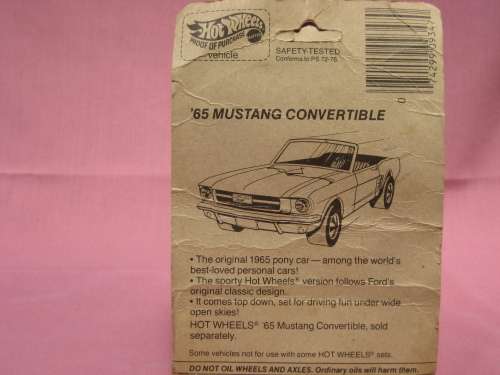 Hot Wheels
PROOF OF PURCHASE
vehicle
SAFETY-TESTED
Conforms to PS 72-76
0
'65 MUSTANG CONVERTIBLE
• The original 1965 pony car — among the world's
best-loved personal cars!
• The sporty Hot Wheels® version follows Ford's
original classic design.
• It comes top down, set for driving fun under wide
open skies!
HOT WHEELS® '65 Mustang Convertible, sold
separately.
Some vehicles not for use with some HOT WHEELS® sets.
DO NOT OIL WHEELS AND AXLES. Ordinary oils will harm them.